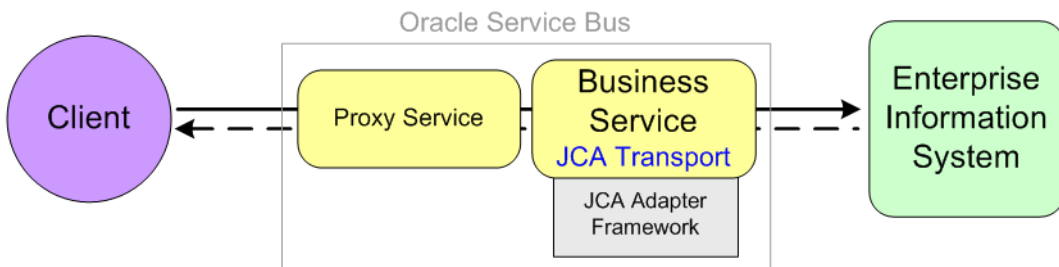 Oracle Service Bus
Client
Proxy Service
Business
Service
JCA Transport
JCA Adapter
Framework
Enterprise
Information
System